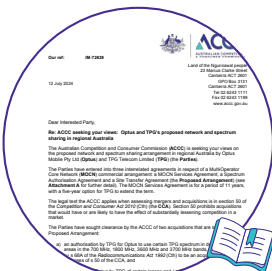 ACCC
Our ref: IM-72639
Land of the Ngunnawal people
23 Marcus Clarke Street
Canberra ACT 2601
GPO Box 3131
Canberra ACT 2601
Tel: 02 6243 1111
Fax: 02 6243 1199
www.accc.gov.au
12 July 2024
Dear Interested Party,
Re: ACCC seeking your views: Optus and TPG's proposed network and spectrum
sharing in regional Australia
The Australian Competition and Consumer Commission (ACCC) is seeking your views on
the proposed network and spectrum sharing arrangement in regional Australia by Optus
Mobile Pty Ltd (Optus) and TPG Telecom Limited (TPG) (the Parties).
The Parties have entered into three interrelated agreements in respect of a Multi-Operator
Core Network (MOCN) commercial arrangement: a MOCN Services Agreement, a Spectrum
Authorisation Agreement and a Site Transfer Agreement (the Proposed Arrangement) (see
Attachment A for further detail). The MOCN Services Agreement is for a period of 11 years,
with a five-year option for TPG to extend the term.
The legal test the ACCC applies when assessing mergers and acquisitions is in section 50 of
the Competition and Consumer Act 2010 (Cth) (the CCA). Section 50 prohibits acquisitions
that would have or are likely to have the effect of substantially lessening competition in a
market.
The Parties have sought clearance by the ACCC of two acquisitions that are
Proposed Arrangement:
a) an authorisation by TPG for Optus to use certain TPG spectrum in
areas in the 700 MHz, 1800 MHz, 3600 MHz and 3700 MHz bands,
s 68A of the Radiocommunications Act 1992 (Cth) to be an
s of s 50 of the CCA, and